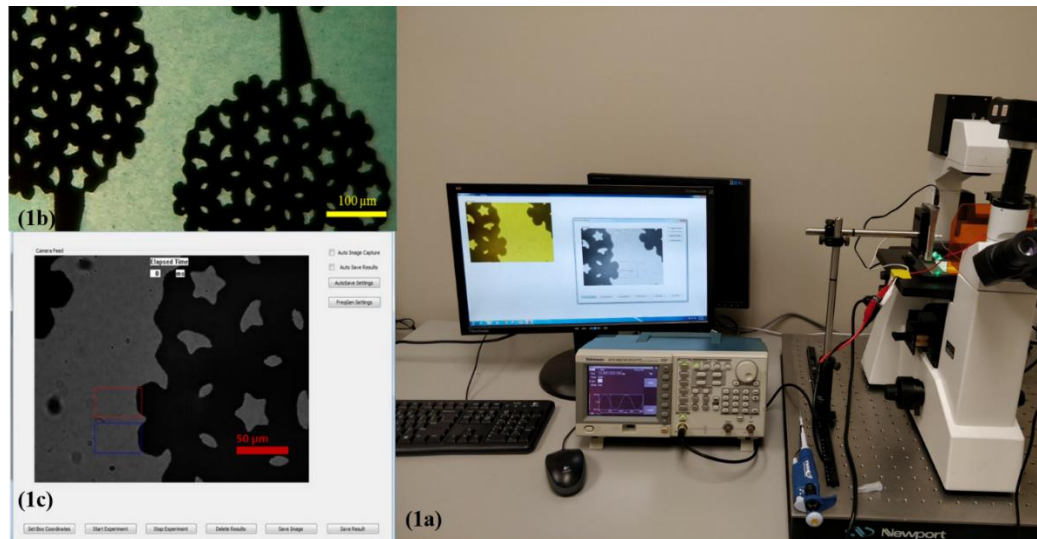 100 µm
(1b)
Camera Feed
Elapsed Time
0 ms
Auto Image Capture
Auto Save Results
AutoSave Settings
FreqGen Settings
50 µm
(1c)
Set Box Coordinates
Start Experiment
Stop Experiment
Delete Results
Save Image
Save Result
(1a)
Tektronix
Newport